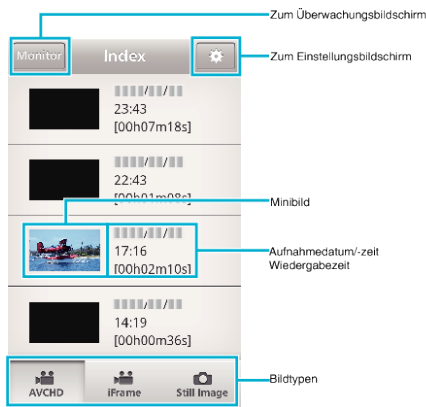 Zum Überwachungsbildschirm
Monitor
Index
Zum Einstellungsbildschirm
23:43
[00h07m18s]
22:43
[00h01m08s]
Minibild
17:16
[00h02m10s]
Aufnahmedatum/-zeit
Wiedergabezeit
14:19
[00h00m36s]
AVCHD
iFrame
Still Image
Bildtypen